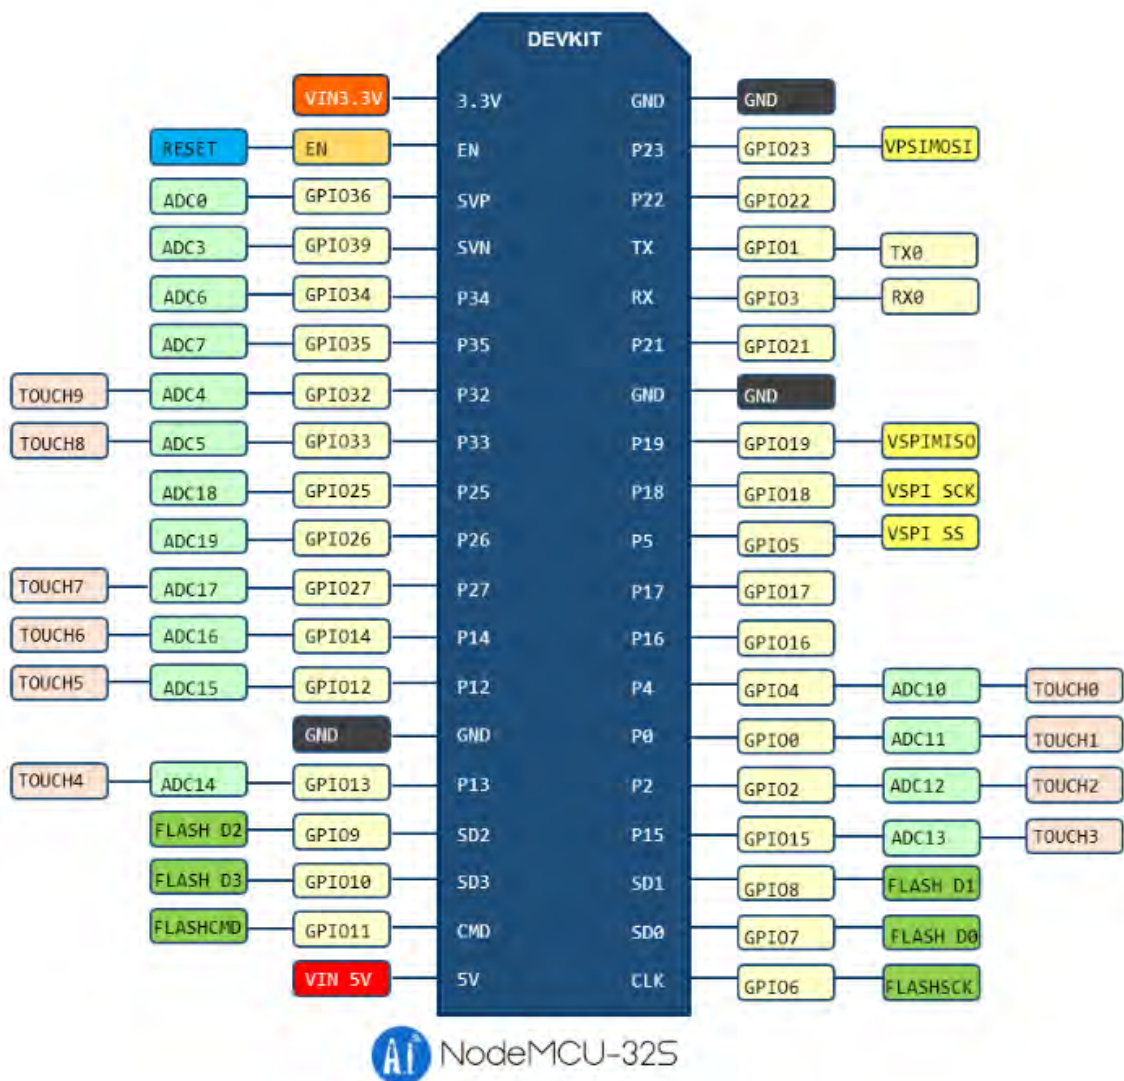 DEVKIT
VIN3.3V 3.3V GND GND
RESET EN EN P23 GPIO23 VPSIMOSI
ADC0 GPIO36 SVP P22 GPIO22
ADC3 GPIO39 SVN TX GPIO1 TX0
ADC6 GPIO34 P34 RX GPIO3 RX0
ADC7 GPIO35 P35 P21 GPIO21
TOUCH9 ADC4 GPIO32 P32 GND GND
TOUCH8 ADC5 GPIO33 P33 P19 GPIO19 VSPIMISO
ADC18 GPIO25 P25 P18 GPIO18 VSPI SCK
ADC19 GPIO26 P26 P5 GPIO5 VSPI SS
TOUCH7 ADC17 GPIO27 P27 P17 GPIO17
TOUCH6 ADC16 GPIO14 P14 P16 GPIO16
TOUCH5 ADC15 GPIO12 P12 P4 GPIO4 ADC10 TOUCH0
GND GND P0 GPIO0 ADC11 TOUCH1
TOUCH4 ADC14 GPIO13 P13 P2 GPIO2 ADC12 TOUCH2
FLASH D2 GPIO9 SD2 P15 GPIO15 ADC13 TOUCH3
FLASH D3 GPIO10 SD3 SD1 GPIO8 FLASH D1
FLASHCMD GPIO11 CMD SD0 GPIO7 FLASH D0
VIN 5V 5V CLK GPIO6 FLASHSCK
Ai NodeMCU-32S